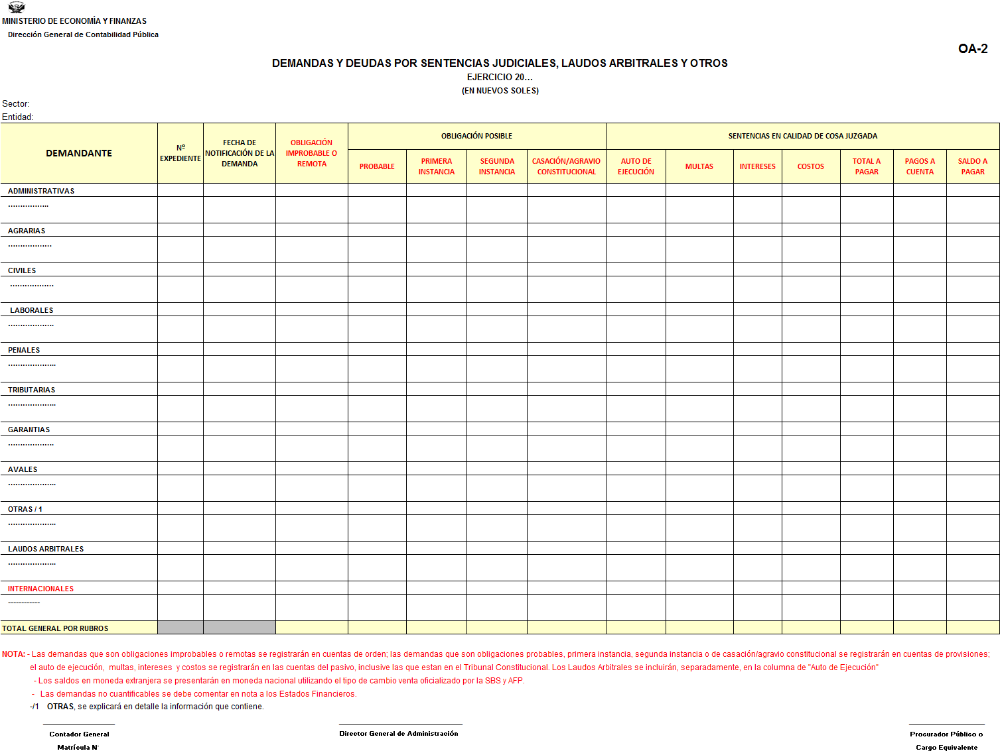 MINISTERIO DE ECONOMÍA Y FINANZAS
Dirección General de Contabilidad Pública
OA-2
DEMANDAS Y DEUDAS POR SENTENCIAS JUDICIALES, LAUDOS ARBITRALES Y OTROS
EJERCICIO 20...
(EN NUEVOS SOLES)
Sector:
Entidad:
DEMANDANTE
Nº
EXPEDIENTE
FECHA DE
NOTIFICACIÓN DE LA
DEMANDA
OBLIGACIÓN
IMPROBABLE O
REMOTA
OBLIGACIÓN POSIBLE
SENTENCIAS EN CALIDAD DE COSA JUZGADA
PROBABLE
PRIMERA
INSTANCIA
SEGUNDA
INSTANCIA
CASACIÓN/AGRAVIO
CONSTITUCIONAL
AUTO DE
EJECUCIÓN
MULTAS
INTERESES
COSTOS
TOTAL A
PAGAR
PAGOS A
CUENTA
SALDO A
PAGAR
ADMINISTRATIVAS
.................
AGRARIAS
..................
CIVILES
..................
LABORALES
...................
PENALES
....................
TRIBUTARIAS
....................
GARANTIAS
...................
AVALES
....................
OTRAS / 1
....................
LAUDOS ARBITRALES
....................
INTERNACIONALES
------------
TOTAL GENERAL POR RUBROS
NOTA: - Las demandas que son obligaciones improbables o remotas se registrarán en cuentas de orden; las demandas que son obligaciones probables, primera instancia, segunda instancia o de casación/agravio constitucional se registrarán en cuentas de provisiones;
el auto de ejecución, multas, intereses y costos se registrarán en las cuentas del pasivo, inclusive las que estan en el Tribunal Constitucional. Los Laudos Arbitrales se incluirán, separadamente, en la columna de "Auto de Ejecución"
- Los saldos en moneda extranjera se presentarán en moneda nacional utilizando el tipo de cambio venta oficializado por la SBS y AFP.
- Las demandas no cuantificables se debe comentar en nota a los Estados Financieros.
-/1 OTRAS, se explicará en detalle la información que contiene.
Contador General
Matrícula N°
Director General de Administración
Procurador Público o
Cargo Equivalente